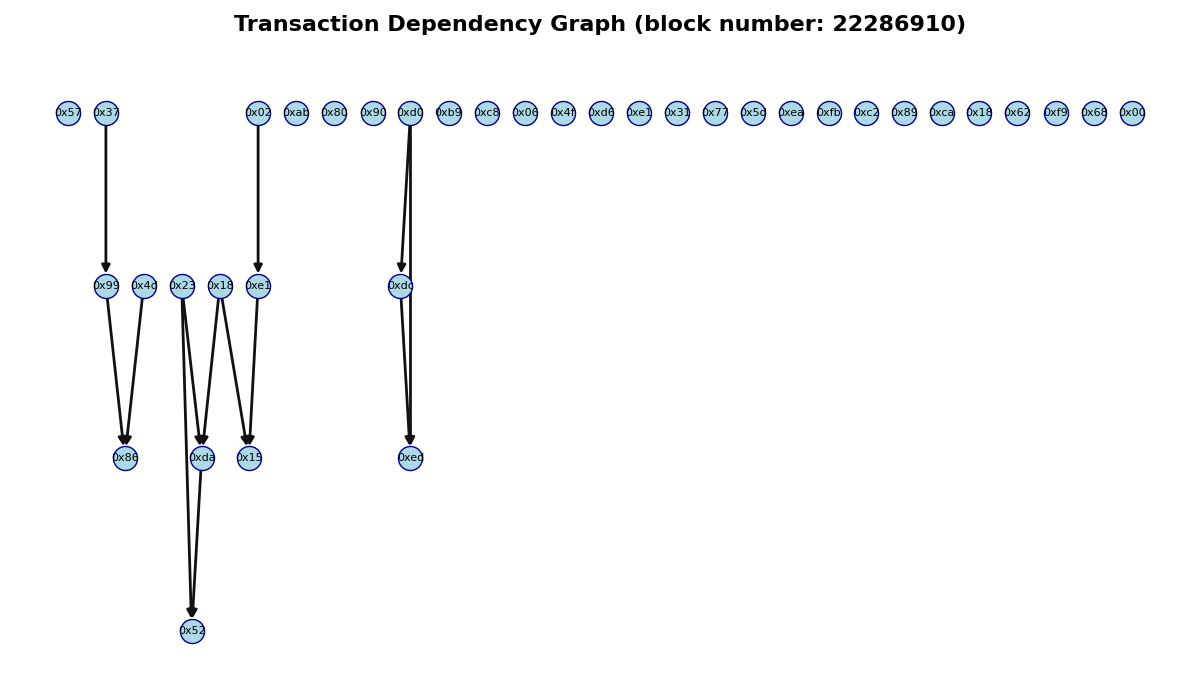 Transaction Dependency Graph (block number: 22286910)
0x57 0x37 0x02 0xab 0x80 0x90 0xd0 0xb9 0xc8 0x06 0x4f 0xd6 0xe1 0x31 0x77 0x5d 0xea 0xfb 0xc2 0x89 0xca 0x18 0x62 0xf9 0x68 0x00
0x99 0x4d 0x23 0x18 0xe1
0x86 0xda 0x15 0xed
0x52